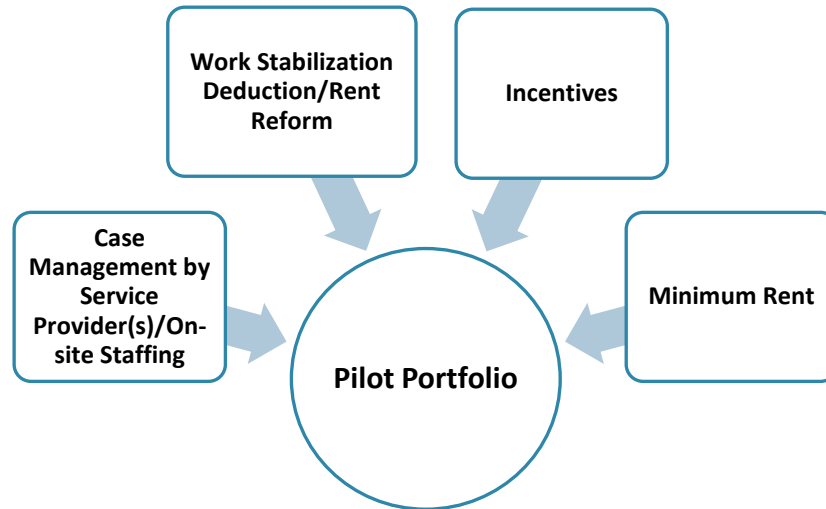 Work Stabilization
Deduction/Rent
Reform
Incentives
Case
Management by
Service
Provider(s)/On-
site Staffing
Minimum Rent
Pilot Portfolio